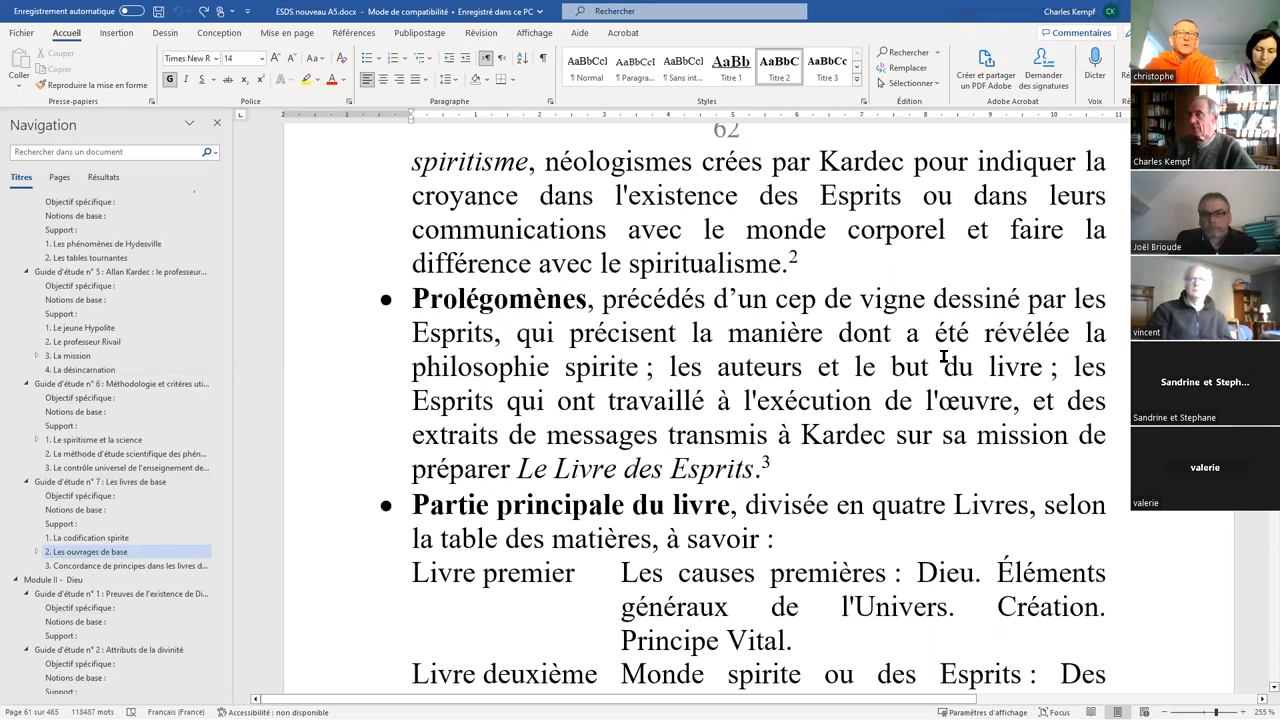 Enregistrement automatique
ESDS nouveau A5.docx • Mode de compatibilité • Enregistré dans ce PC
Rechercher
Charles Kempf
CK
Fichier
Accueil
Insertion
Dessin
Conception
Mise en page
Références
Publipostage
Révision
Affichage
Aide
Acrobat
Commentaires
Coller
Couper
Copier
Reproduire la mise en forme
Presse-papiers
Times New R
14
Police
Paragraphe
AaBbCcI
¶ Normal
AaBbCcI
¶ Paragra...
AaBbCcI
¶ Sans int...
AaBb
Titre 1
AaBbC
Titre 2
AaBbCc
Titre 3
Styles
Rechercher
Remplacer
Sélectionner
Édition
Créer et partager un PDF Adobe
Demander des signatures
Adobe Acrobat
Dicter
Voix
Navigation
Rechercher dans un document
Titres
Pages
Résultats
Objectif spécifique :
Notions de base :
Support :
1. Les phénomènes de Hydesville
2. Les tables tournantes
Guide d'étude n° 5 : Allan Kardec : le professeur...
Objectif spécifique :
Notions de base :
Support :
1. Le jeune Hypolite
2. Le professeur Rivail
3. La mission
4. La désincarnation
Guide d'étude n° 6 : Méthodologie et critères uti...
Objectif spécifique :
Notions de base :
Support :
1. Le spiritisme et la science
2. La méthode d'étude scientifique des phén...
3. Le contrôle universel de l'enseignement de...
Guide d'étude n° 7 : Les livres de base
Objectif spécifique :
Notions de base :
Support :
1. La codification spirite
2. Les ouvrages de base
3. Concordance de principes dans les livres d...
Module II - Dieu
Guide d'étude n° 1 : Preuves de l'existence de Di...
Objectif spécifique :
Notions de base :
Support :
Guide d'étude n° 2 : Attributs de la divinité
Objectif spécifique :
Notions de base :
62
spiritisme, néologismes crées par Kardec pour indiquer la
croyance dans l'existence des Esprits ou dans leurs
communications avec le monde corporel et faire la
différence avec le spiritualisme.2
● Prolégomènes, précédés d’un cep de vigne dessiné par les
Esprits, qui précisent la manière dont a été révélée la
philosophie spirite ; les auteurs et le but du livre ; les
Esprits qui ont travaillé à l'exécution de l'œuvre, et des
extraits de messages transmis à Kardec sur sa mission de
préparer Le Livre des Esprits.3
● Partie principale du livre, divisée en quatre Livres, selon
la table des matières, à savoir :
Livre premier Les causes premières : Dieu. Éléments
généraux de l'Univers. Création.
Principe Vital.
Livre deuxième Monde spirite ou des Esprits : Des
christophe
Charles Kempf
Joël Brioude
vincent
Sandrine et Steph...
Sandrine et Stephane
valerie
valerie
Page 61 sur 465
118487 mots
Français (France)
Accessibilité : non disponible
Paramètres d'affichage
Focus
255 %